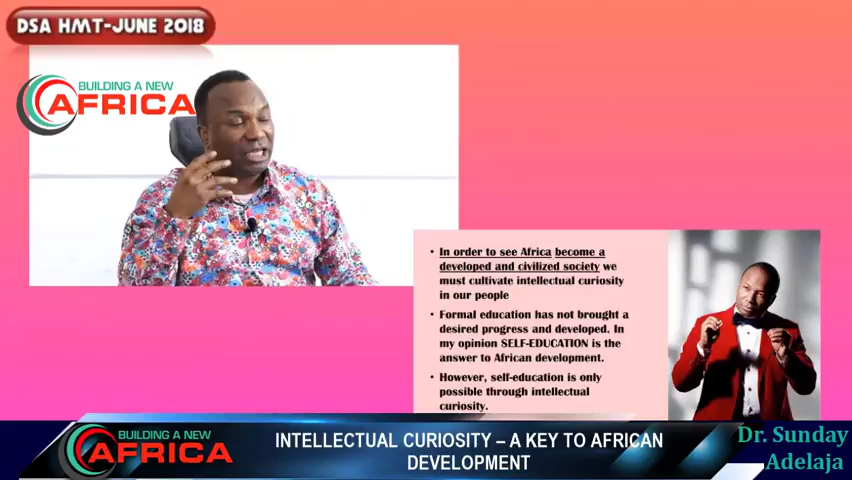 DSA HMT-JUNE 2018
BUILDING A NEW
AFRICA
• In order to see Africa become a
developed and civilized society we
must cultivate intellectual curiosity
in our people
• Formal education has not brought a
desired progress and developed. In
my opinion SELF-EDUCATION is the
answer to African development.
• However, self-education is only
possible through intellectual
curiosity.
BUILDING A NEW
AFRICA
INTELLECTUAL CURIOSITY – A KEY TO AFRICAN
DEVELOPMENT
Dr. Sunday
Adelaja